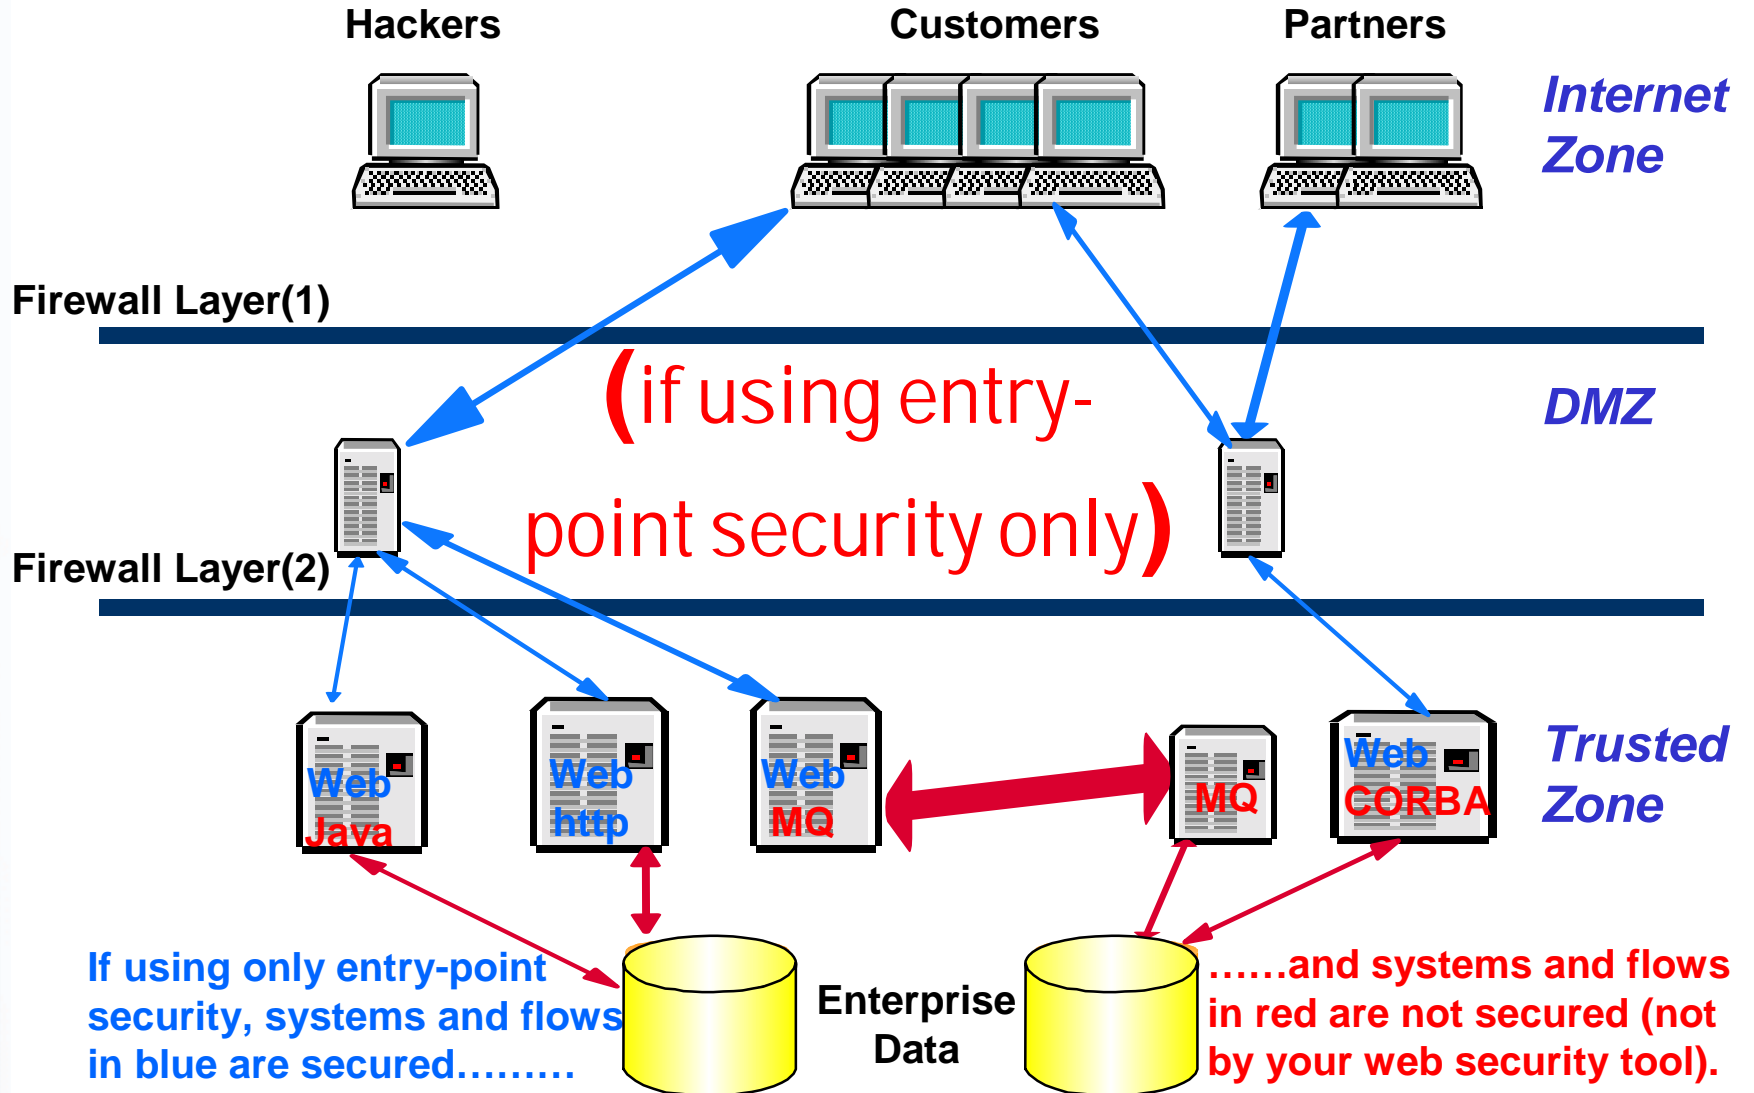 Hackers
Customers
Partners
Internet
Zone
Firewall Layer(1)
(if using entry-
point security only)
DMZ
Firewall Layer(2)
Web
Java
Web
http
Web
MQ
MQ
Web
CORBA
Trusted
Zone
If using only entry-point
security, systems and flows
in blue are secured………
Enterprise
Data
……and systems and flows
in red are not secured (not
by your web security tool).